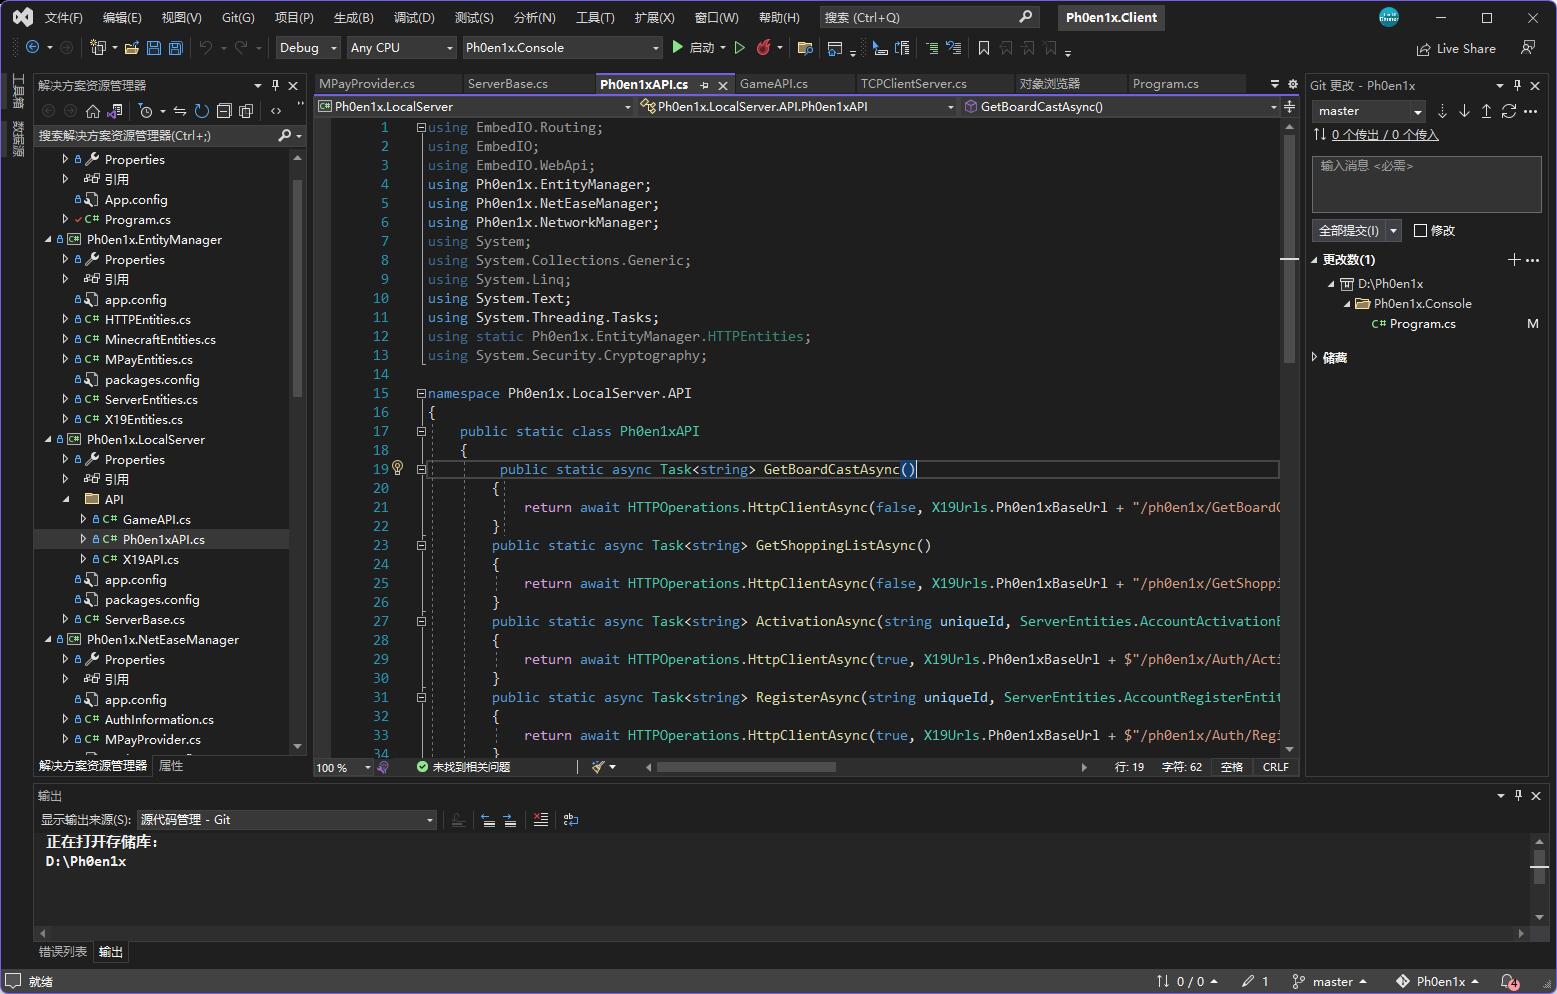 文件(F) 编辑(E) 视图(V) Git(G) 项目(P) 生成(B) 调试(D) 测试(S) 分析(N) 工具(T) 扩展(X) 窗口(W) 帮助(H) 搜索 (Ctrl+Q) Ph0en1x.Client
Debug Any CPU Ph0en1x.Console 启动 Live Share
工具箱
数据源
解决方案资源管理器
搜索解决方案资源管理器(Ctrl+;)
Properties
引用
App.config
C# Program.cs
Ph0en1x.EntityManager
Properties
引用
app.config
C# HTTPEntities.cs
C# MinecraftEntities.cs
C# MPayEntities.cs
packages.config
C# ServerEntities.cs
C# X19Entities.cs
Ph0en1x.LocalServer
Properties
引用
API
C# GameAPI.cs
C# Ph0en1xAPI.cs
C# X19API.cs
app.config
packages.config
C# ServerBase.cs
Ph0en1x.NetEaseManager
Properties
引用
app.config
C# AuthInformation.cs
C# MPayProvider.cs
解决方案资源管理器 属性
MPayProvider.cs ServerBase.cs Ph0en1xAPI.cs GameAPI.cs TCPClientServer.cs 对象浏览器 Program.cs
Ph0en1x.LocalServer Ph0en1x.LocalServer.API.Ph0en1xAPI GetBoardCastAsync()
1 using EmbedIO.Routing;
2 using EmbedIO;
3 using EmbedIO.WebApi;
4 using Ph0en1x.EntityManager;
5 using Ph0en1x.NetEaseManager;
6 using Ph0en1x.NetworkManager;
7 using System;
8 using System.Collections.Generic;
9 using System.Linq;
10 using System.Text;
11 using System.Threading.Tasks;
12 using static Ph0en1x.EntityManager.HTTPEntities;
13 using System.Security.Cryptography;
14
15 namespace Ph0en1x.LocalServer.API
16 {
17 public static class Ph0en1xAPI
18 {
19 public static async Task<string> GetBoardCastAsync()
20 {
21 return await HTTPOperations.HttpClientAsync(false, X19Urls.Ph0en1xBaseUrl + "/ph0en1x/GetBoardC
22 }
23 public static async Task<string> GetShoppingListAsync()
24 {
25 return await HTTPOperations.HttpClientAsync(false, X19Urls.Ph0en1xBaseUrl + "/ph0en1x/GetShoppi
26 }
27 public static async Task<string> ActivationAsync(string uniqueId, ServerEntities.AccountActivationE
28 {
29 return await HTTPOperations.HttpClientAsync(true, X19Urls.Ph0en1xBaseUrl + $"/ph0en1x/Auth/Acti
30 }
31 public static async Task<string> RegisterAsync(string uniqueId, ServerEntities.AccountRegisterEntit
32 {
33 return await HTTPOperations.HttpClientAsync(true, X19Urls.Ph0en1xBaseUrl + $"/ph0en1x/Auth/Regi
34 }
100 % 未找到相关问题 行: 19 字符: 62 空格 CRLF
Git 更改 - Ph0en1x
master
0 个传出 / 0 个传入
输入消息 <必需>
全部提交(I) 修改
更改数(1)
D:\Ph0en1x
Ph0en1x.Console
C# Program.cs M
储藏
输出
显示输出来源(S): 源代码管理 - Git
正在打开存储库:
D:\Ph0en1x
错误列表 输出
就绪 0 / 0 1 master Ph0en1x 4